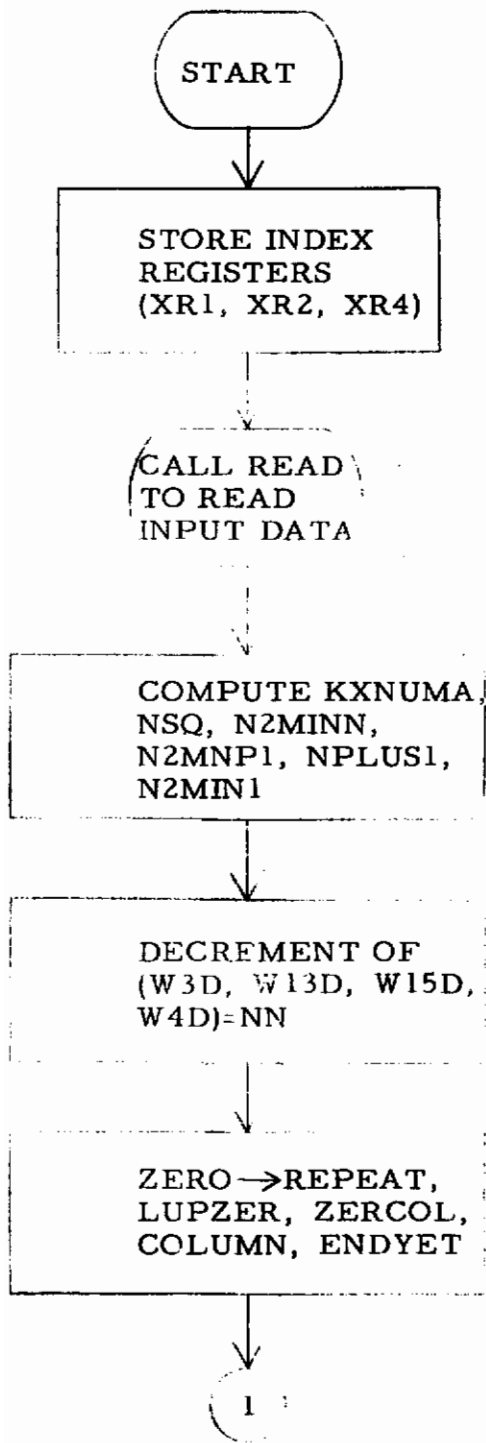 START
STORE INDEX
REGISTERS
(XR1, XR2, XR4)
CALL READ
TO READ
INPUT DATA
COMPUTE KXNUMA,
NSQ, N2MINN,
N2MNP1, NPLUS1,
N2MIN1
DECREMENT OF
(W3D, W13D, W15D,
W4D)=NN
ZERO→REPEAT,
LUPZER, ZERCOL,
COLUMN, ENDYET
1